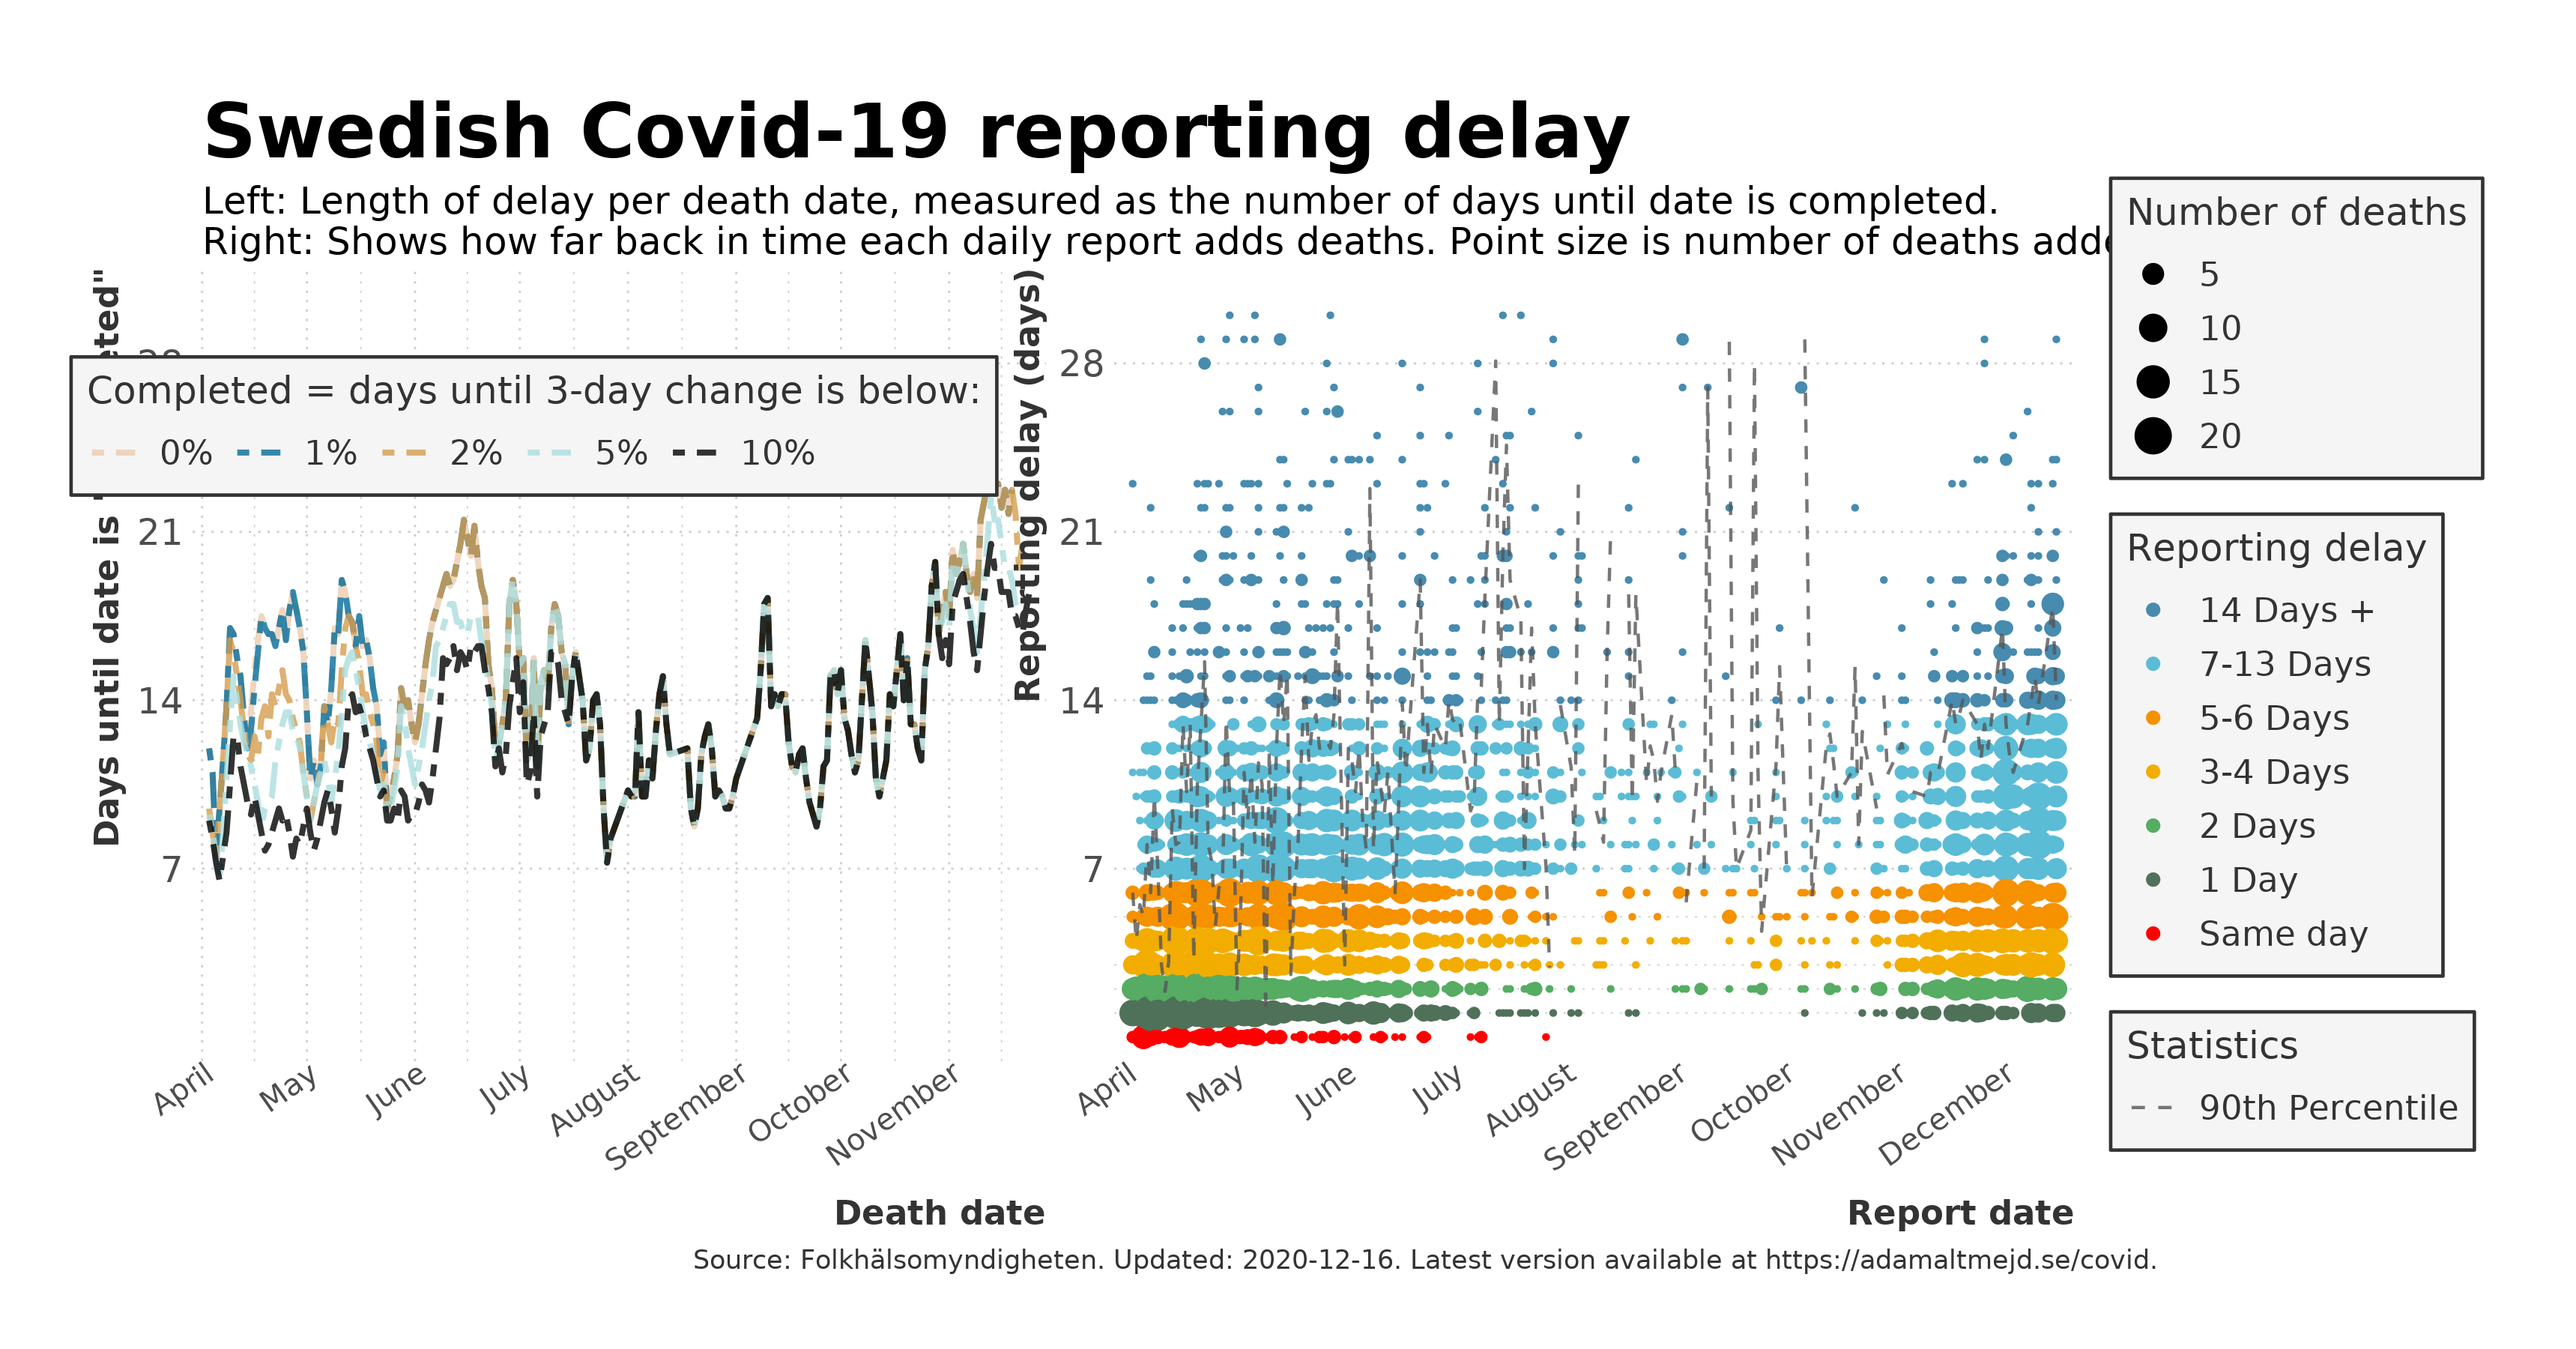 Swedish Covid-19 reporting delay
Left: Length of delay per death date, measured as the number of days until date is completed.
Right: Shows how far back in time each daily report adds deaths. Point size is number of deaths
Days until date is
21
14
7
Completed = days until 3-day change is below:
0% 1% 2% 5% 10%
April May June July August September October November
Death date
Reporting delay (days)
28
21
14
7
April May June July August September October November December
Report date
Number of deaths
5
10
15
20
Reporting delay
14 Days +
7-13 Days
5-6 Days
3-4 Days
2 Days
1 Day
Same day
Statistics
90th Percentile
Source: Folkhälsomyndigheten. Updated: 2020-12-16. Latest version available at https://adamaltmejd.se/covid.